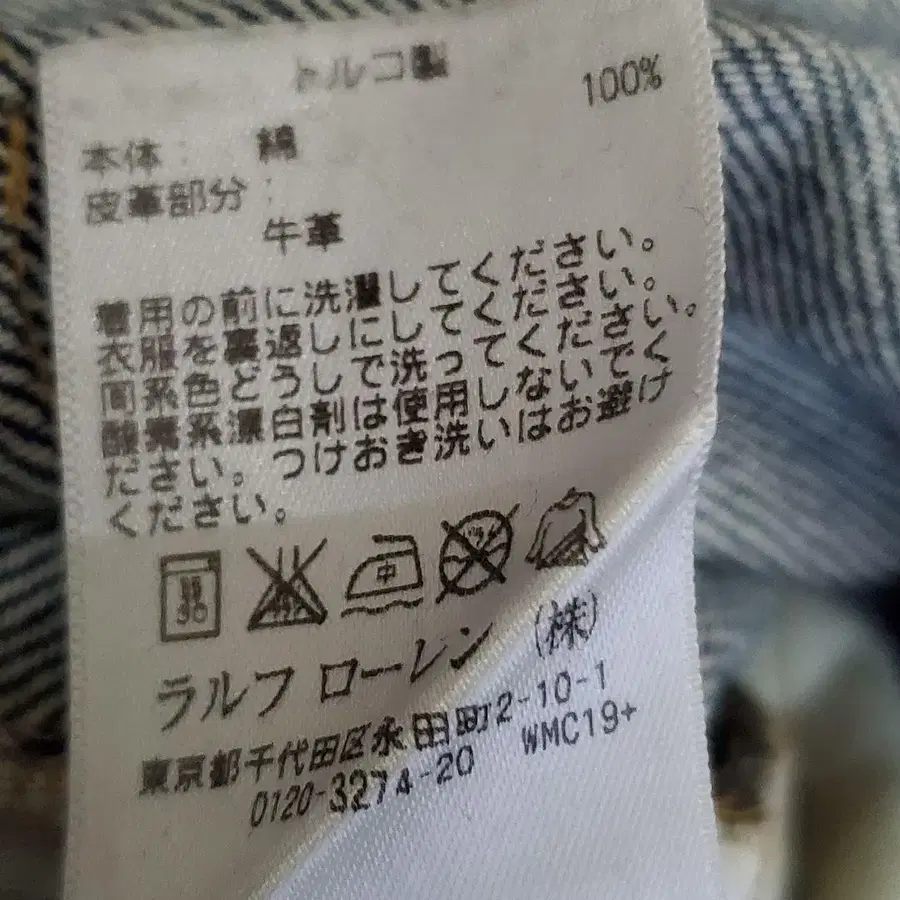 トルコ製
100%
本体: 綿
皮革部分:
牛革
着用の前に洗濯してください。
衣服を裏返しにしてください。
同系色どうしで洗ってください。
酸素系漂白剤は使用しないでく
ださい。つけおき洗いはお避け
ください。
中
ラルフ ローレン (株)
東京都千代田区永田町2-10-1
0120-3274-20 WMC19+